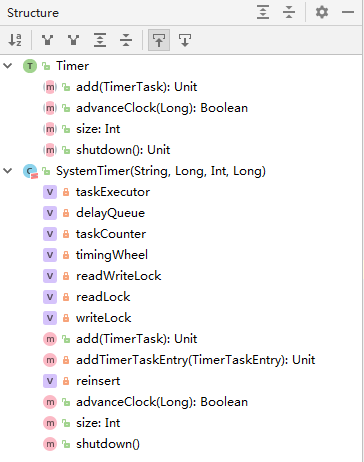 Structure
Timer
add(TimerTask): Unit
advanceClock(Long): Boolean
size: Int
shutdown(): Unit
SystemTimer(String, Long, Int, Long)
taskExecutor
delayQueue
taskCounter
timingWheel
readWriteLock
readLock
writeLock
add(TimerTask): Unit
addTimerTaskEntry(TimerTaskEntry): Unit
reinsert
advanceClock(Long): Boolean
size: Int
shutdown()